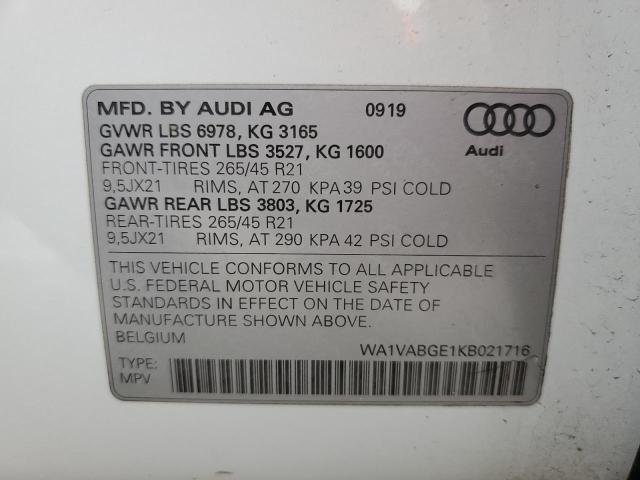 MFD. BY AUDI AG 0919
GVWR LBS 6978, KG 3165
GAWR FRONT LBS 3527, KG 1600
FRONT-TIRES 265/45 R21
9,5JX21 RIMS, AT 270 KPA 39 PSI COLD
GAWR REAR LBS 3803, KG 1725
REAR-TIRES 265/45 R21
9,5JX21 RIMS, AT 290 KPA 42 PSI COLD
Audi
THIS VEHICLE CONFORMS TO ALL APPLICABLE
U.S. FEDERAL MOTOR VEHICLE SAFETY
STANDARDS IN EFFECT ON THE DATE OF
MANUFACTURE SHOWN ABOVE.
BELGIUM WA1VABGE1KB021716
TYPE:
MPV